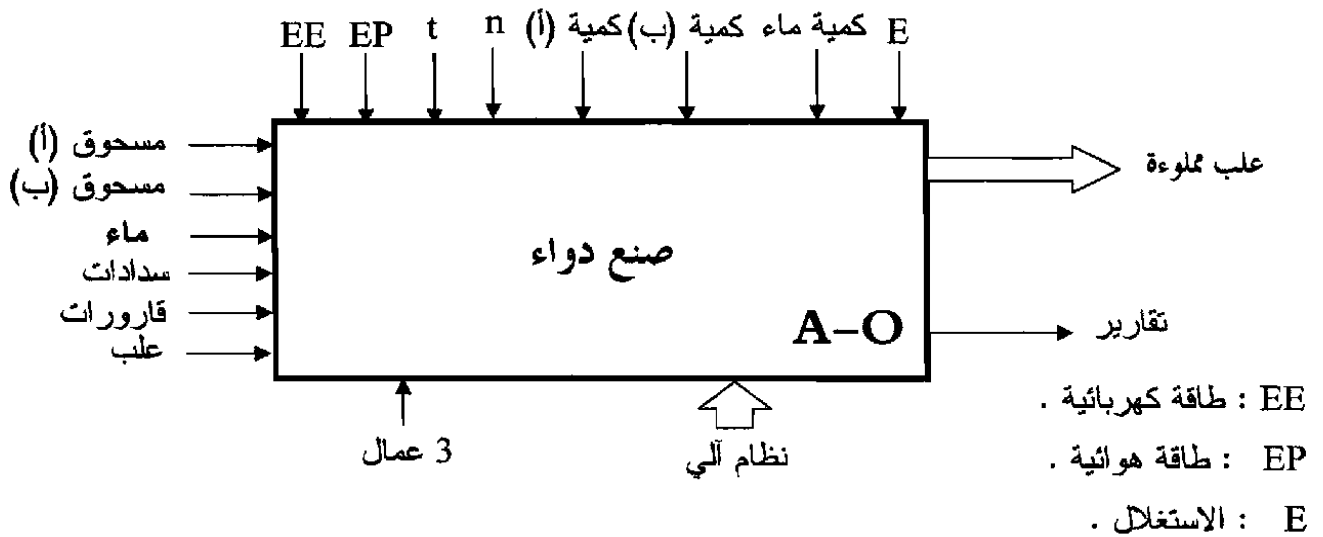 EE EP t n كمية (أ) كمية (ب) كمية ماء E
مسحوق (أ)
مسحوق (ب)
ماء
سدادات
قارورات
علب
صنع دواء
A-O
علب مملوءة
تقارير
3 عمال
نظام آلي
EE : طاقة كهربائية .
EP : طاقة هوائية .
E : الاستغلال .